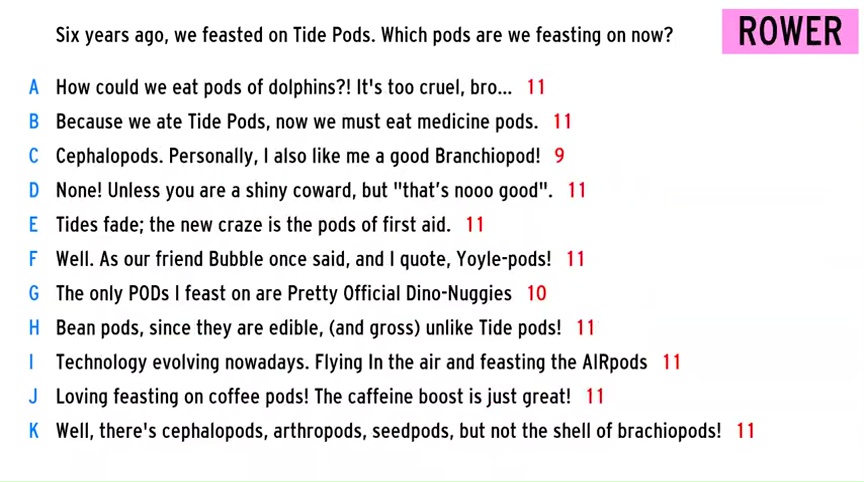 Six years ago, we feasted on Tide Pods. Which pods are we feasting on now?
ROWER
A How could we eat pods of dolphins?! It's too cruel, bro... 11
B Because we ate Tide Pods, now we must eat medicine pods. 11
C Cephalopods. Personally, I also like me a good Branchiopod! 9
D None! Unless you are a shiny coward, but "that’s nooo good". 11
E Tides fade; the new craze is the pods of first aid. 11
F Well. As our friend Bubble once said, and I quote, Yoyle-pods! 11
G The only PODs I feast on are Pretty Official Dino-Nuggies 10
H Bean pods, since they are edible, (and gross) unlike Tide pods! 11
I Technology evolving nowadays. Flying In the air and feasting the AIRpods 11
J Loving feasting on coffee pods! The caffeine boost is just great! 11
K Well, there's cephalopods, arthropods, seedpods, but not the shell of brachiopods! 11